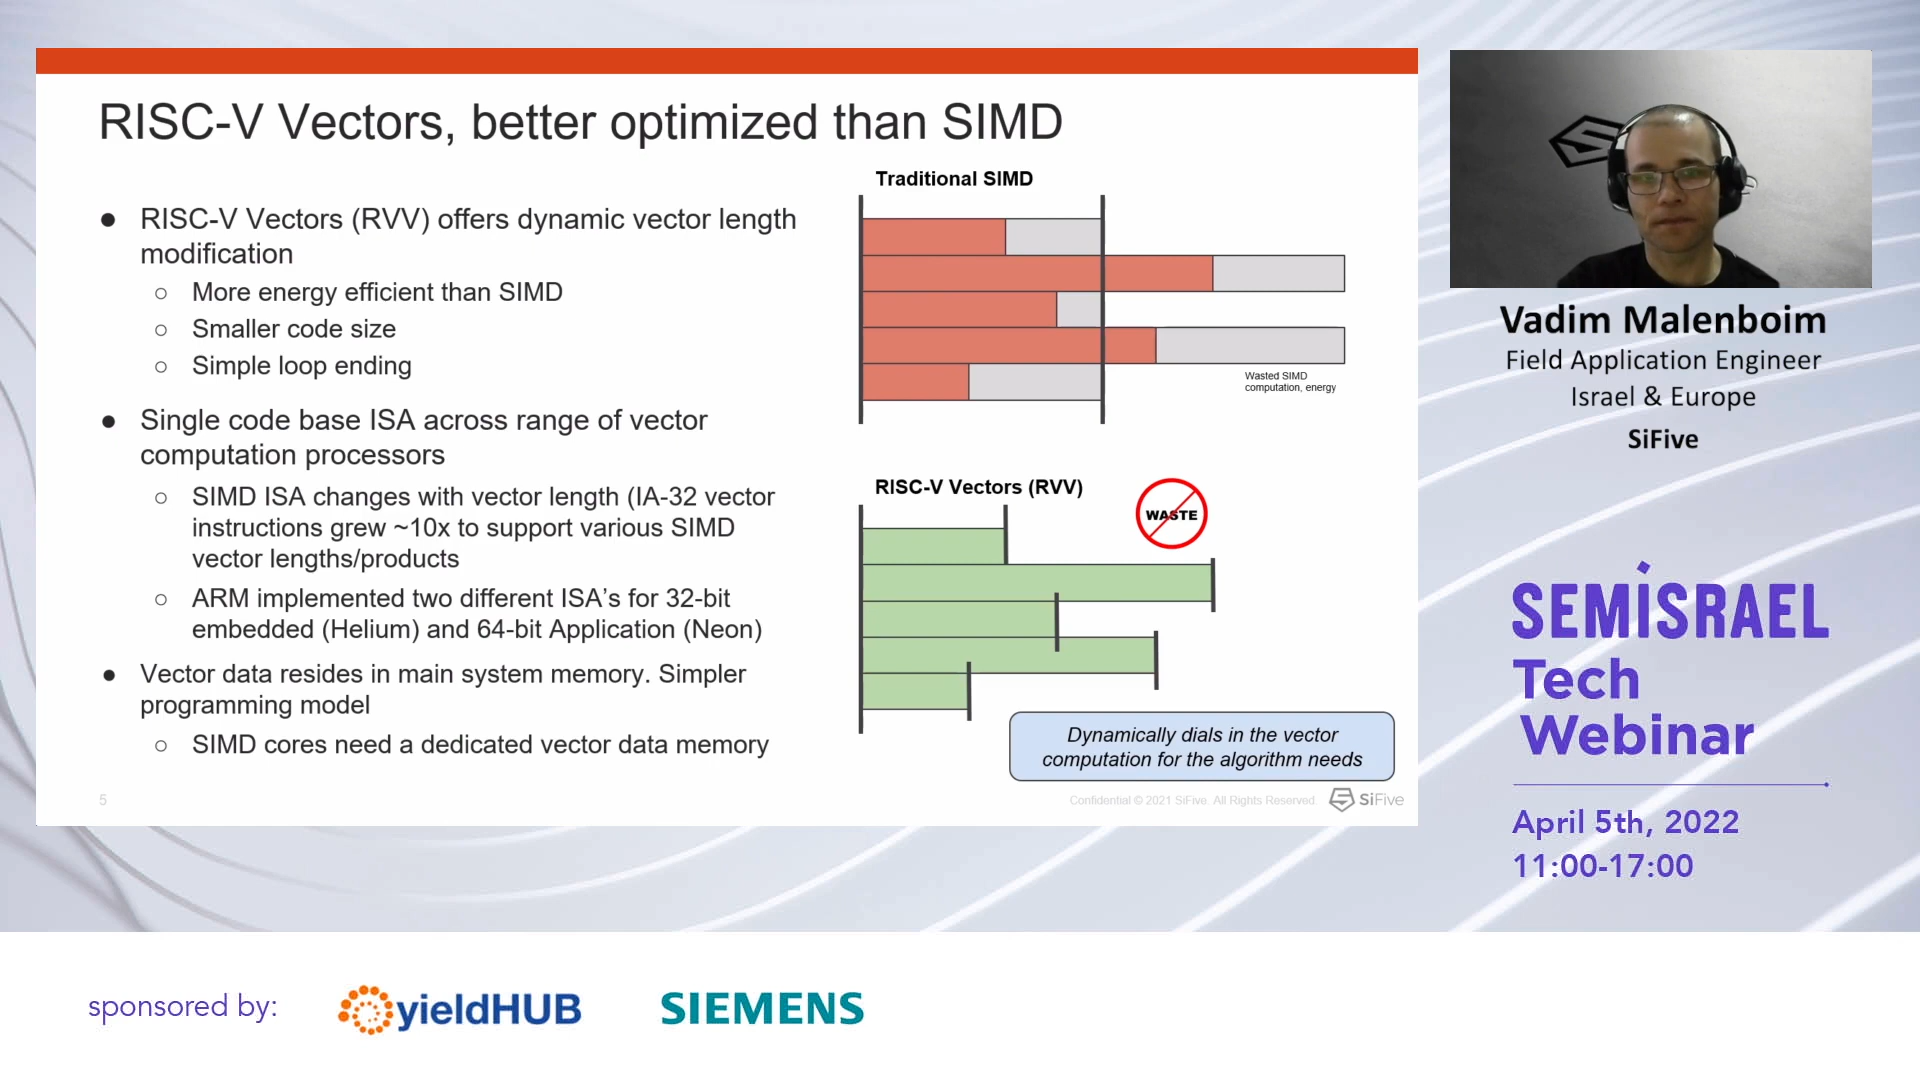 RISC-V Vectors, better optimized than SIMD
● RISC-V Vectors (RVV) offers dynamic vector length
modification
○ More energy efficient than SIMD
○ Smaller code size
○ Simple loop ending
● Single code base ISA across range of vector
computation processors
○ SIMD ISA changes with vector length (IA-32 vector
instructions grew ~10x to support various SIMD
vector lengths/products
○ ARM implemented two different ISA's for 32-bit
embedded (Helium) and 64-bit Application (Neon)
● Vector data resides in main system memory. Simpler
programming model
○ SIMD cores need a dedicated vector data memory
Traditional SIMD
Wasted SIMD
computation, energy
RISC-V Vectors (RVV)
WASTE
Dynamically dials in the vector
computation for the algorithm needs
5
Confidential © 2021 SiFive. All Rights Reserved.
SiFive
Vadim Malenboim
Field Application Engineer
Israel & Europe
SiFive
SEMISRAEL
Tech
Webinar
April 5th, 2022
11:00-17:00
sponsored by:
yieldHUB
SIEMENS